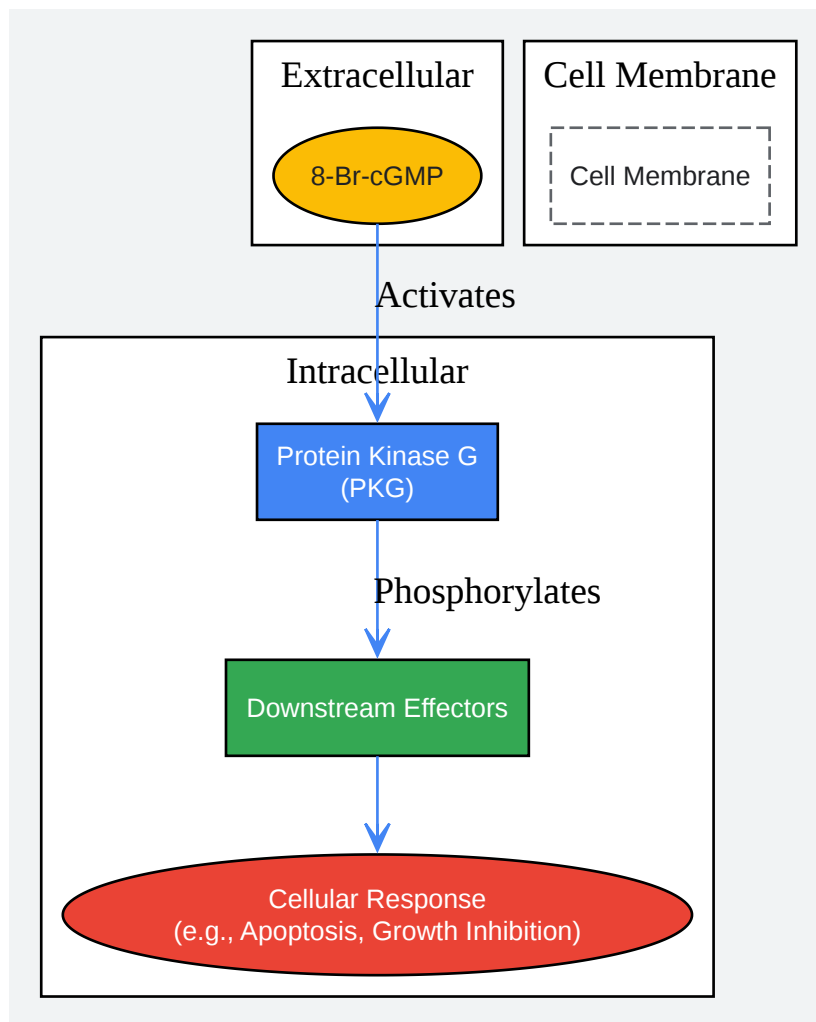 Extracellular
Cell Membrane
8-Br-cGMP
Cell Membrane
Activates
Intracellular
Protein Kinase G
(PKG)
Phosphorylates
Downstream Effectors
Cellular Response
(e.g., Apoptosis, Growth Inhibition)